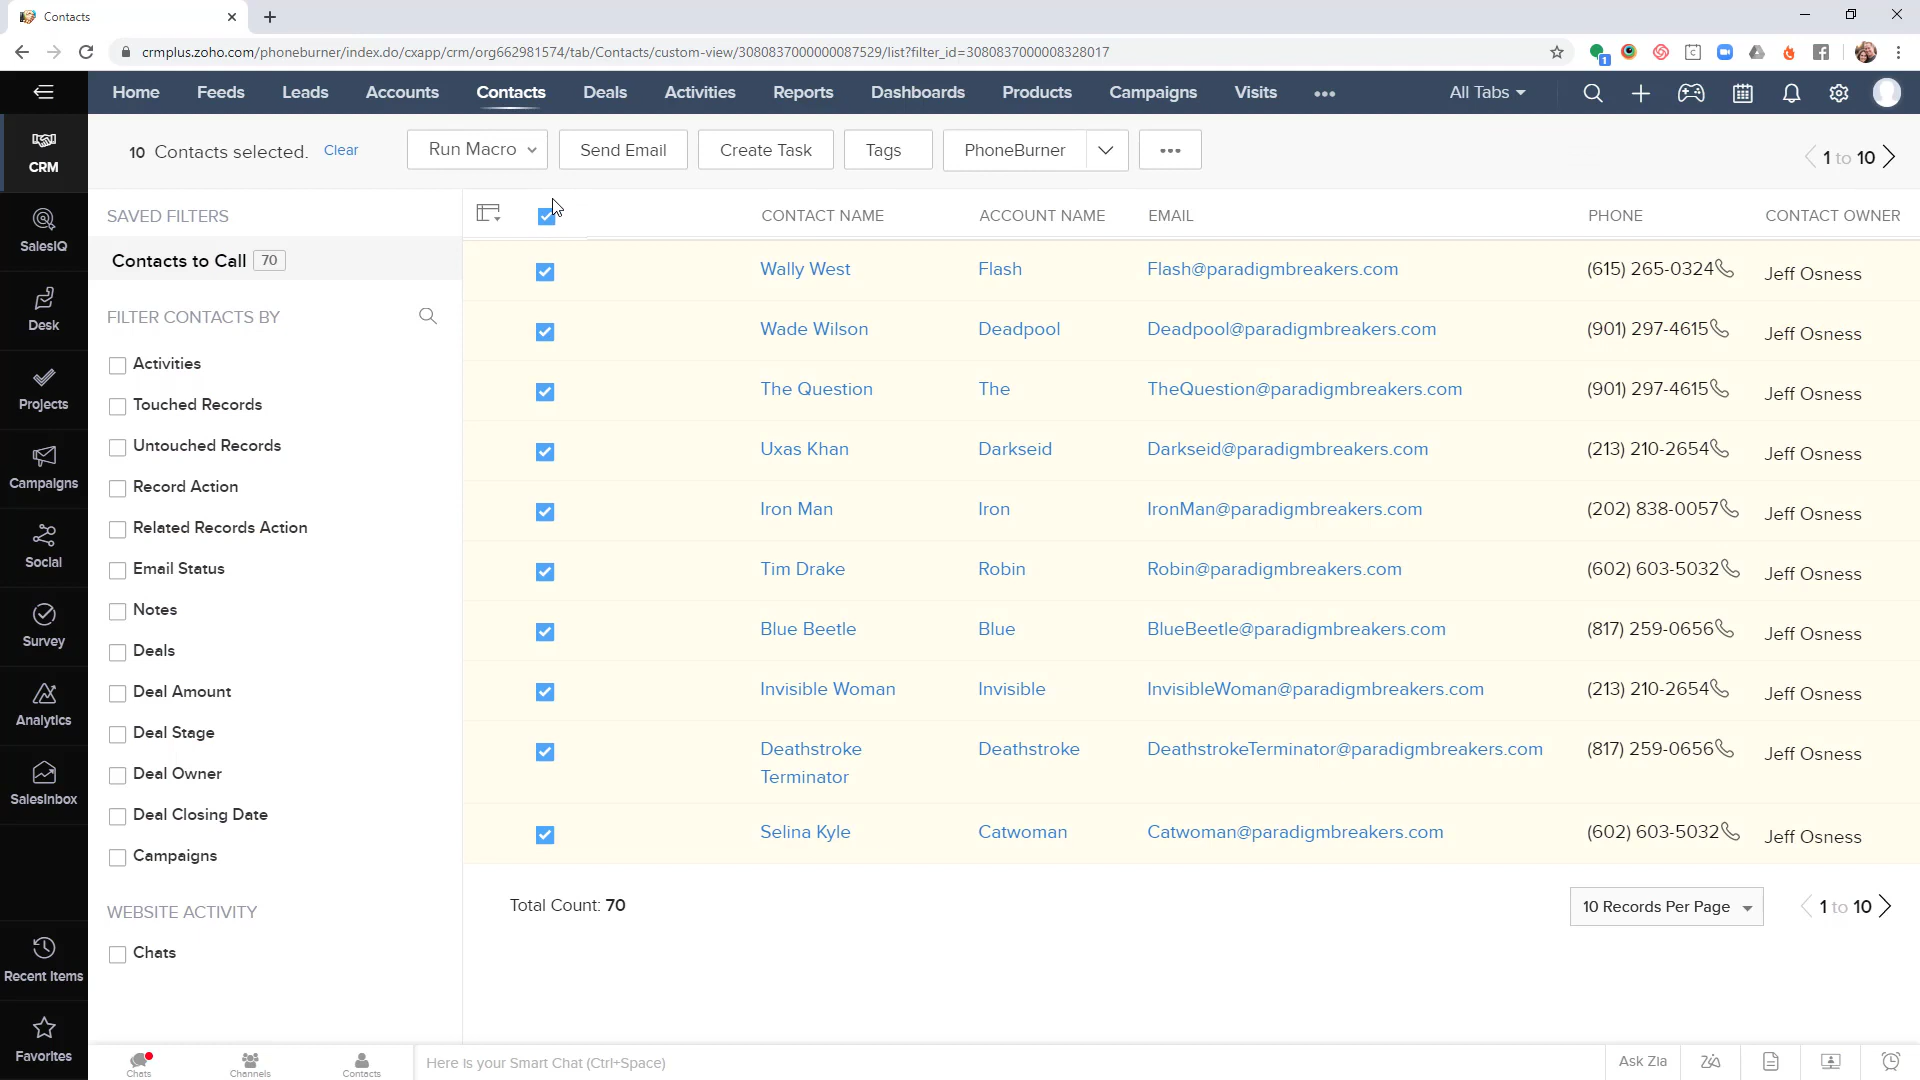 Contacts
crmplus.zoho.com/phoneburner/index.do/cxapp/crm/org662981574/tab/Contacts/custom-view/3080837000000087529/list?filter_id=3080837000008328017
1
Home Feeds Leads Accounts Contacts Deals Activities Reports Dashboards Products Campaigns Visits All Tabs
10 Contacts selected. Clear Run Macro Send Email Create Task Tags PhoneBurner 1 to 10
CRM
SalesIQ
Desk
Projects
Campaigns
Social
Survey
Analytics
SalesInbox
Recent Items
Favorites
SAVED FILTERS
Contacts to Call 70
FILTER CONTACTS BY
Activities
Touched Records
Untouched Records
Record Action
Related Records Action
Email Status
Notes
Deals
Deal Amount
Deal Stage
Deal Owner
Deal Closing Date
Campaigns
WEBSITE ACTIVITY
Chats
CONTACT NAME ACCOUNT NAME EMAIL PHONE CONTACT OWNER
Wally West Flash Flash@paradigmbreakers.com (615) 265-0324 Jeff Osness
Wade Wilson Deadpool Deadpool@paradigmbreakers.com (901) 297-4615 Jeff Osness
The Question The TheQuestion@paradigmbreakers.com (901) 297-4615 Jeff Osness
Uxas Khan Darkseid Darkseid@paradigmbreakers.com (213) 210-2654 Jeff Osness
Iron Man Iron IronMan@paradigmbreakers.com (202) 838-0057 Jeff Osness
Tim Drake Robin Robin@paradigmbreakers.com (602) 603-5032 Jeff Osness
Blue Beetle Blue BlueBeetle@paradigmbreakers.com (817) 259-0656 Jeff Osness
Invisible Woman Invisible InvisibleWoman@paradigmbreakers.com (213) 210-2654 Jeff Osness
Deathstroke Deathstroke DeathstrokeTerminator@paradigmbreakers.com (817) 259-0656 Jeff Osness
Terminator
Selina Kyle Catwoman Catwoman@paradigmbreakers.com (602) 603-5032 Jeff Osness
Total Count: 70 10 Records Per Page 1 to 10
Chats Channels Contacts Here is your Smart Chat (Ctrl+Space) Ask Zia